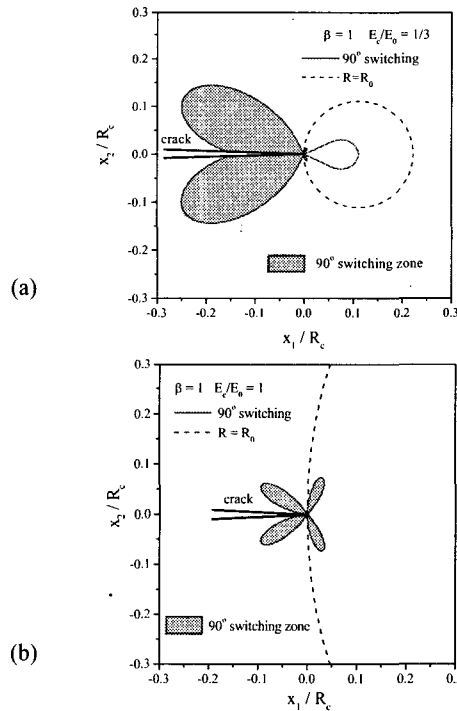 β = 1 E_c/E_0 = 1/3
90° switching
R=R_0
crack
90° switching zone
0.3
0.2
0.1
0.0
-0.1
-0.2
-0.3
x_2 / R_c
-0.3 -0.2 -0.1 0.0 0.1 0.2 0.3
x_1 / R_c
(a)
β = 1 E_c/E_0 = 1
90° switching
R = R_0
crack
90° switching zone
0.3
0.2
0.1
0.0
-0.1
-0.2
-0.3
x_2 / R_c
-0.3 -0.2 -0.1 0.0 0.1 0.2 0.3
x_1 / R_c
(b)